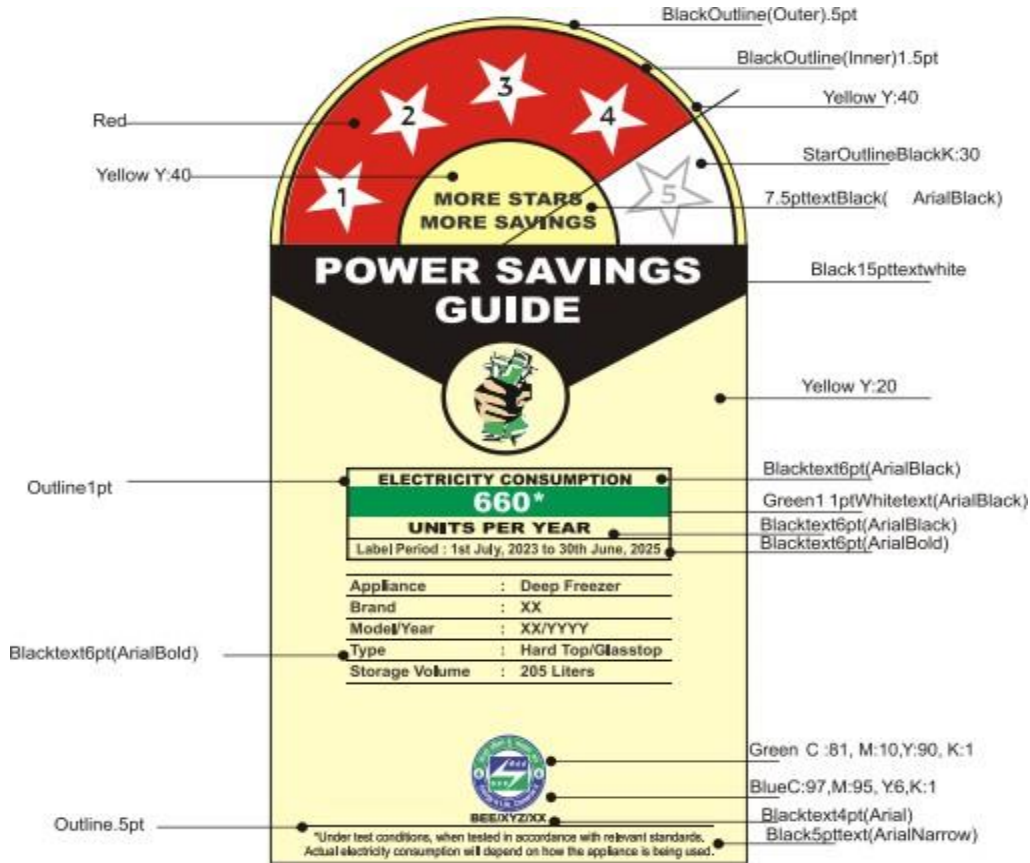 BlackOutline(Outer).5pt
BlackOutline(Inner)1.5pt
Yellow Y:40
Red
StarOutlineBlackK:30
Yellow Y:40
7.5pttextBlack( ArialBlack)
1
2
3
4
5
MORE STARS
MORE SAVINGS
POWER SAVINGS
GUIDE
Black15pttextwhite
Yellow Y:20
Outline1pt
ELECTRICITY CONSUMPTION
660*
UNITS PER YEAR
Label Period : 1st July, 2023 to 30th June, 2025
Blacktext6pt(ArialBlack)
Green1 1ptWhitetext(ArialBlack)
Blacktext6pt(ArialBlack)
Blacktext6pt(ArialBold)
Appliance : Deep Freezer
Brand : XX
Model/Year : XX/YYYY
Type : Hard Top/Glasstop
Storage Volume : 205 Liters
Blacktext6pt(ArialBold)
Green C :81, M:10,Y:90, K:1
BlueC:97,M:95, Y:6,K:1
BEE/XYZ/XX
Blacktext4pt(Arial)
Outline.5pt
*Under test conditions, when tested in accordance with relevant standards.
Actual electricity consumption will depend on how the appliance is being used.
Black5pttext(ArialNarrow)